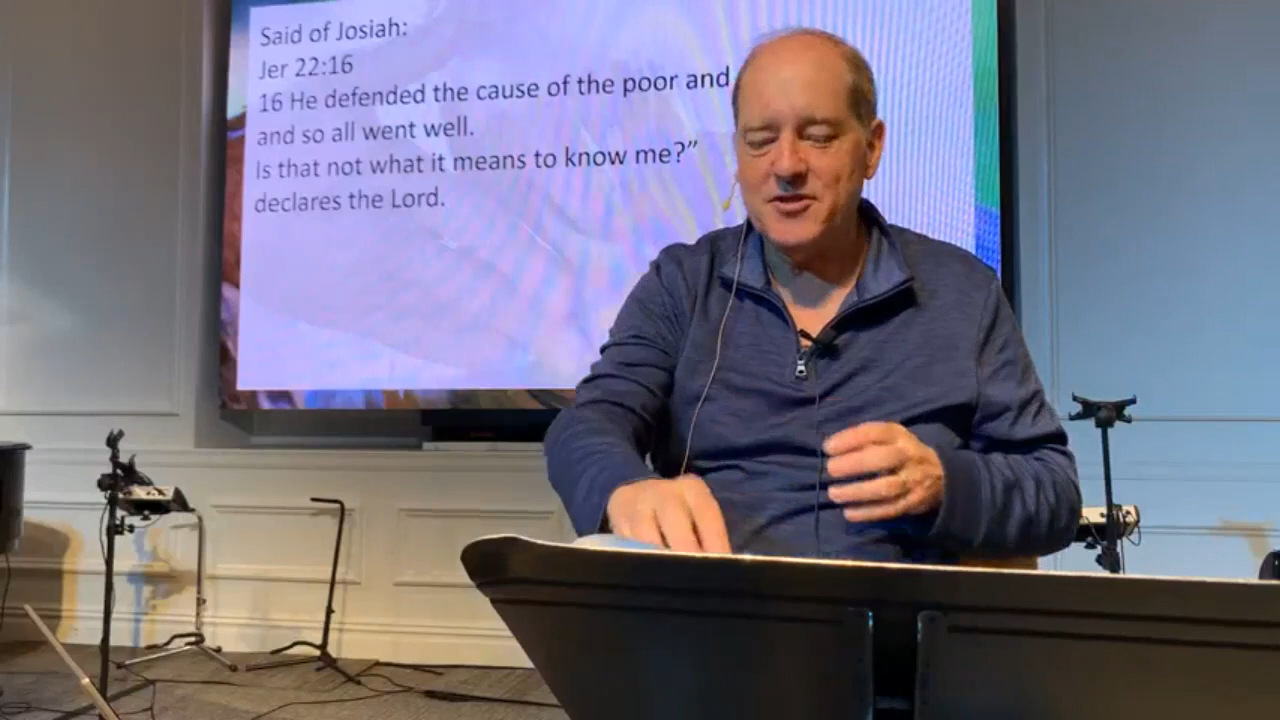 Said of Josiah:
Jer 22:16
16 He defended the cause of the poor and
and so all went well.
Is that not what it means to know me?”
declares the Lord.